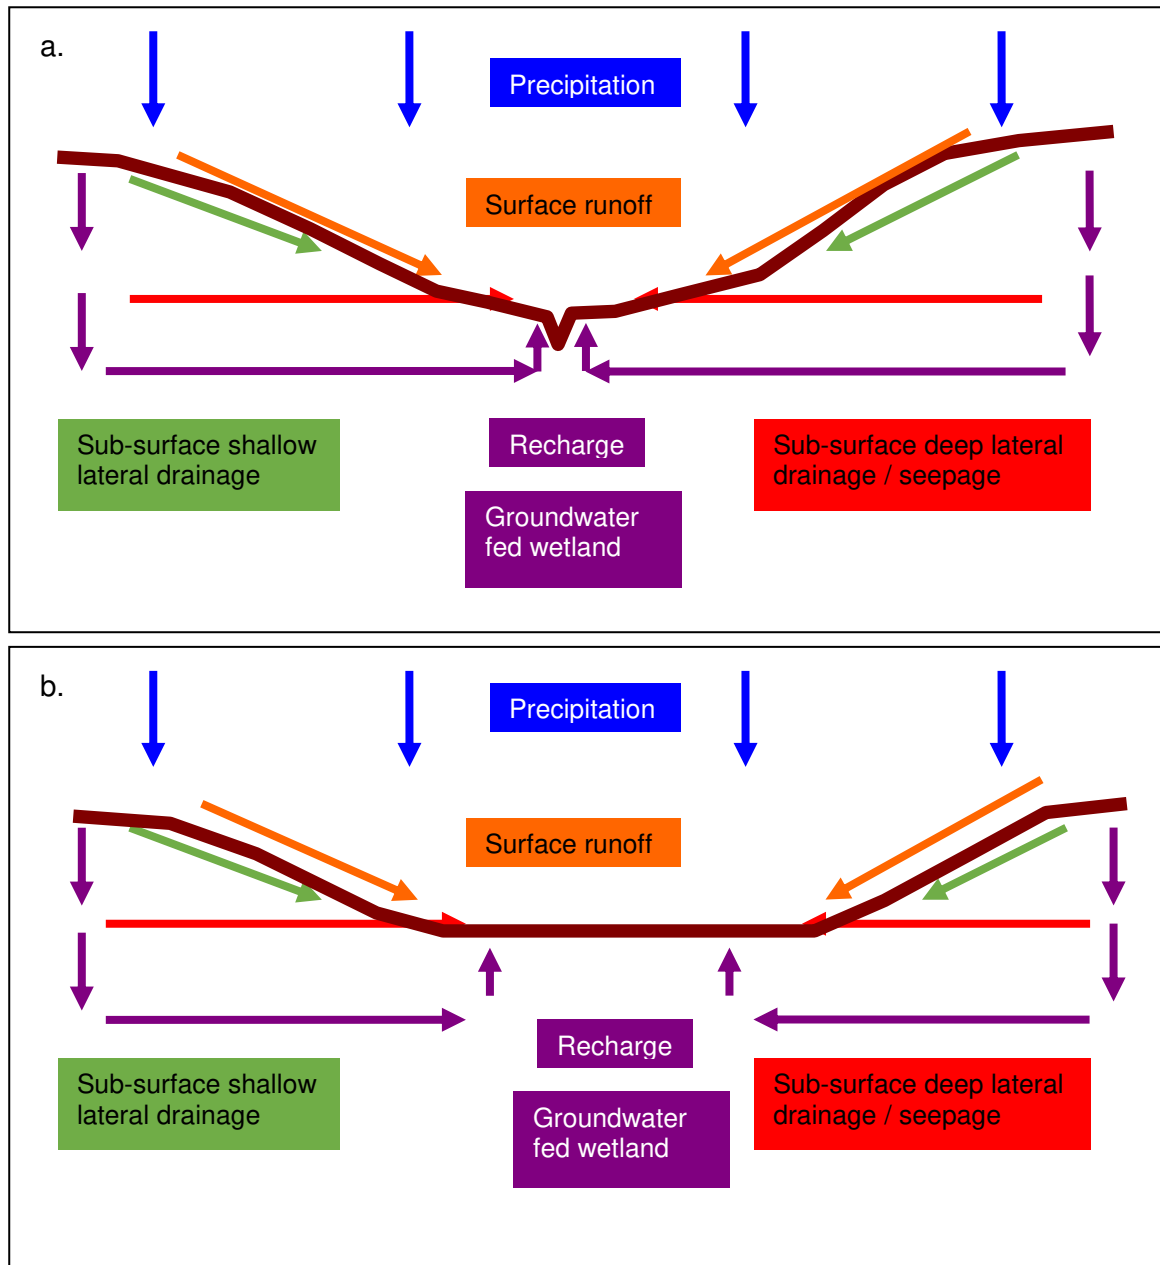 a.
Precipitation
Surface runoff
Sub-surface shallow
lateral drainage
Recharge
Sub-surface deep lateral
drainage / seepage
Groundwater
fed wetland
b.
Precipitation
Surface runoff
Recharge
Sub-surface shallow
lateral drainage
Sub-surface deep lateral
drainage / seepage
Groundwater
fed wetland